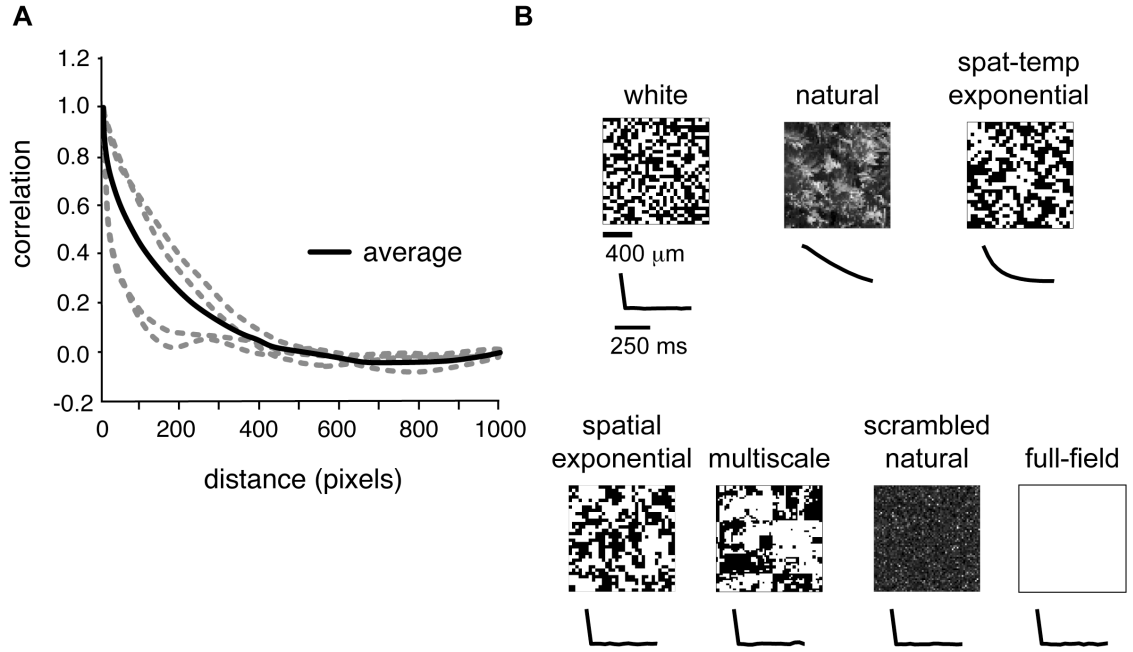 A
1.2
1.0
0.8
0.6
0.4
0.2
0.0
-0.2
correlation
average
0 200 400 600 800 1000
distance (pixels)
B
white
natural
spat-temp
exponential
400 μm
250 ms
spatial
exponential
multiscale
scrambled
natural
full-field